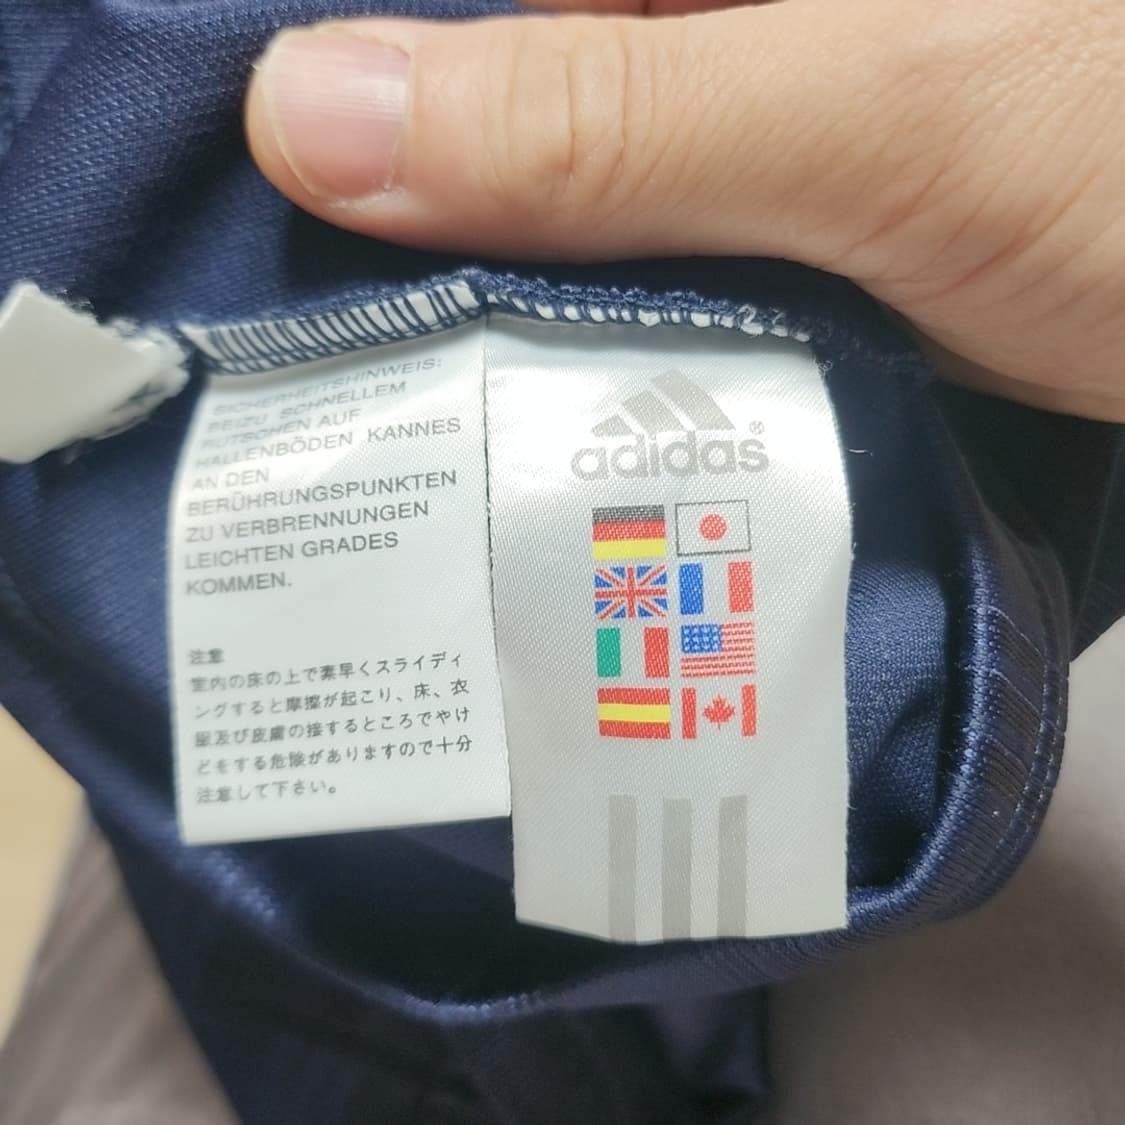 SICHERHEITSHINWEIS:
BEIZU SCHNELLEM
RUTSCHEN AUF
HALLENBÖDEN KANNES
AN DEN
BERÜHRUNGSPUNKTEN
ZU VERBRENNUNGEN
LEICHTEN GRADES
KOMMEN.
注意
室内の床の上で素早くスライディ
ングすると摩擦が起こり、床、衣
服及び皮膚の接するところでやけ
どをする危険がありますので十分
注意して下さい。
adidas®